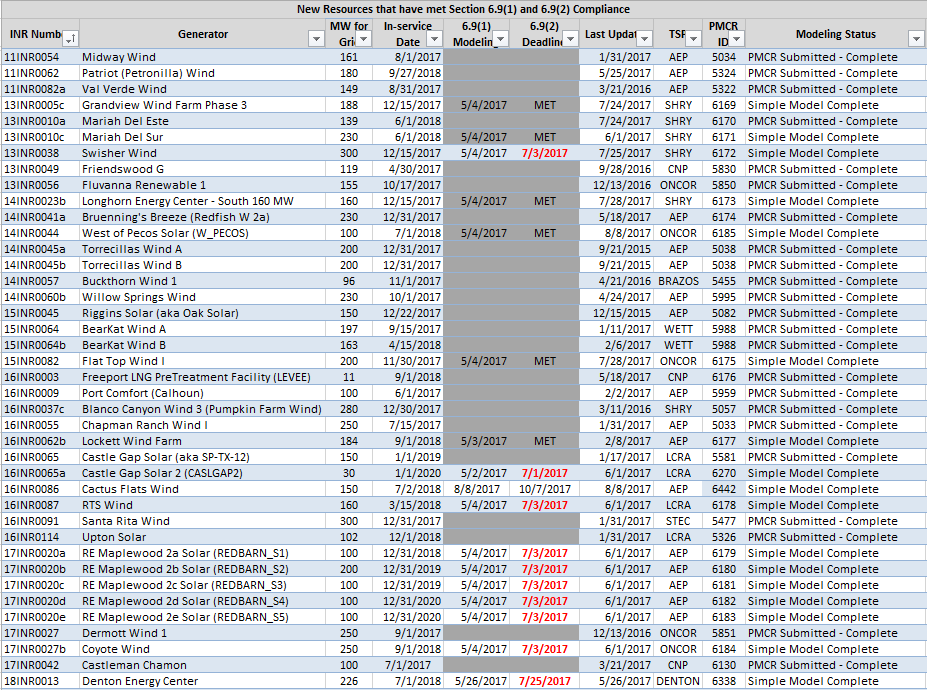 New Resources that have met Section 6.9(1) and 6.9(2) Compliance
INR Numb Generator MW for Gri In-service Date 6.9(1) Modelin 6.9(2) Deadlin Last Updat TSP PMCR ID Modeling Status
11INR0054 Midway Wind 161 8/1/2017 1/31/2017 AEP 5034 PMCR Submitted - Complete
11INR0062 Patriot (Petronilla) Wind 180 9/27/2018 5/25/2017 AEP 5324 PMCR Submitted - Complete
11INR0082a Val Verde Wind 149 8/31/2017 3/21/2016 AEP 5322 PMCR Submitted - Complete
13INR0005c Grandview Wind Farm Phase 3 188 12/15/2017 5/4/2017 MET 7/24/2017 SHRY 6169 Simple Model Complete
13INR0010a Mariah Del Este 139 6/1/2018 7/24/2017 SHRY 6170 PMCR Submitted - Complete
13INR0010c Mariah Del Sur 230 6/1/2018 5/4/2017 MET 6/1/2017 SHRY 6171 Simple Model Complete
13INR0038 Swisher Wind 300 12/15/2017 5/4/2017 7/3/2017 7/25/2017 SHRY 6172 Simple Model Complete
13INR0049 Friendswood G 119 4/30/2017 9/28/2016 CNP 5830 PMCR Submitted - Complete
13INR0056 Fluvanna Renewable 1 155 10/17/2017 12/13/2016 ONCOR 5850 PMCR Submitted - Complete
14INR0023b Longhorn Energy Center - South 160 MW 160 12/15/2017 5/4/2017 MET 7/28/2017 SHRY 6173 Simple Model Complete
14INR0041a Bruenning's Breeze (Redfish W 2a) 230 12/31/2017 5/18/2017 AEP 6174 PMCR Submitted - Complete
14INR0044 West of Pecos Solar (W_PECOS) 100 7/1/2018 5/4/2017 MET 8/8/2017 ONCOR 6185 Simple Model Complete
14INR0045a Torrecillas Wind A 200 12/31/2017 9/21/2015 AEP 5038 PMCR Submitted - Complete
14INR0045b Torrecillas Wind B 200 12/31/2017 9/21/2015 AEP 5038 PMCR Submitted - Complete
14INR0057 Buckthorn Wind 1 96 11/1/2017 4/21/2016 BRAZOS 5455 PMCR Submitted - Complete
14INR0060b Willow Springs Wind 230 10/1/2017 4/24/2017 AEP 5995 PMCR Submitted - Complete
15INR0045 Riggins Solar (aka Oak Solar) 150 12/22/2017 12/15/2015 AEP 5082 PMCR Submitted - Complete
15INR0064 BearKat Wind A 197 9/15/2017 1/11/2017 WETT 5988 PMCR Submitted - Complete
15INR0064b BearKat Wind B 163 4/15/2018 2/6/2017 WETT 5988 PMCR Submitted - Complete
15INR0082 Flat Top Wind I 200 11/30/2017 5/4/2017 MET 7/28/2017 ONCOR 6175 Simple Model Complete
16INR0003 Freeport LNG PreTreatment Facility (LEVEE) 11 9/1/2018 5/18/2017 CNP 6176 PMCR Submitted - Complete
16INR0009 Port Comfort (Calhoun) 100 6/1/2017 2/2/2017 AEP 5959 PMCR Submitted - Complete
16INR0037c Blanco Canyon Wind 3 (Pumpkin Farm Wind) 280 12/30/2017 3/11/2016 SHRY 5057 PMCR Submitted - Complete
16INR0055 Chapman Ranch Wind I 250 7/15/2017 1/31/2017 AEP 5033 PMCR Submitted - Complete
16INR0062b Lockett Wind Farm 184 9/1/2018 5/3/2017 MET 2/8/2017 AEP 6177 Simple Model Complete
16INR0065 Castle Gap Solar (aka SP-TX-12) 150 1/1/2019 1/17/2017 LCRA 5581 PMCR Submitted - Complete
16INR0065a Castle Gap Solar 2 (CASLGAP2) 30 1/1/2020 5/2/2017 7/1/2017 6/1/2017 LCRA 6270 Simple Model Complete
16INR0086 Cactus Flats Wind 150 7/2/2018 8/8/2017 10/7/2017 8/8/2017 AEP 6442 Simple Model Complete
16INR0087 RTS Wind 160 3/15/2018 5/4/2017 7/3/2017 6/1/2017 LCRA 6178 Simple Model Complete
16INR0091 Santa Rita Wind 300 12/31/2017 1/31/2017 STEC 5477 PMCR Submitted - Complete
16INR0114 Upton Solar 102 12/1/2018 1/31/2017 LCRA 5326 PMCR Submitted - Complete
17INR0020a RE Maplewood 2a Solar (REDBARN_S1) 100 12/31/2018 5/4/2017 7/3/2017 6/1/2017 AEP 6179 Simple Model Complete
17INR0020b RE Maplewood 2b Solar (REDBARN_S2) 200 12/31/2019 5/4/2017 7/3/2017 6/1/2017 AEP 6180 Simple Model Complete
17INR0020c RE Maplewood 2c Solar (REDBARN_S3) 100 12/31/2019 5/4/2017 7/3/2017 6/1/2017 AEP 6181 Simple Model Complete
17INR0020d RE Maplewood 2d Solar (REDBARN_S4) 100 12/31/2020 5/4/2017 7/3/2017 6/1/2017 AEP 6182 Simple Model Complete
17INR0020e RE Maplewood 2e Solar (REDBARN_S5) 100 12/31/2020 5/4/2017 7/3/2017 6/1/2017 AEP 6183 Simple Model Complete
17INR0027 Dermott Wind 1 250 9/1/2017 12/13/2016 ONCOR 5851 PMCR Submitted - Complete
17INR0027b Coyote Wind 250 9/1/2018 5/4/2017 7/3/2017 6/1/2017 ONCOR 6184 Simple Model Complete
17INR0042 Castleman Chamon 100 7/1/2017 3/21/2017 CNP 6130 PMCR Submitted - Complete
18INR0013 Denton Energy Center 226 7/1/2018 5/26/2017 7/25/2017 5/26/2017 DENTON 6338 Simple Model Complete